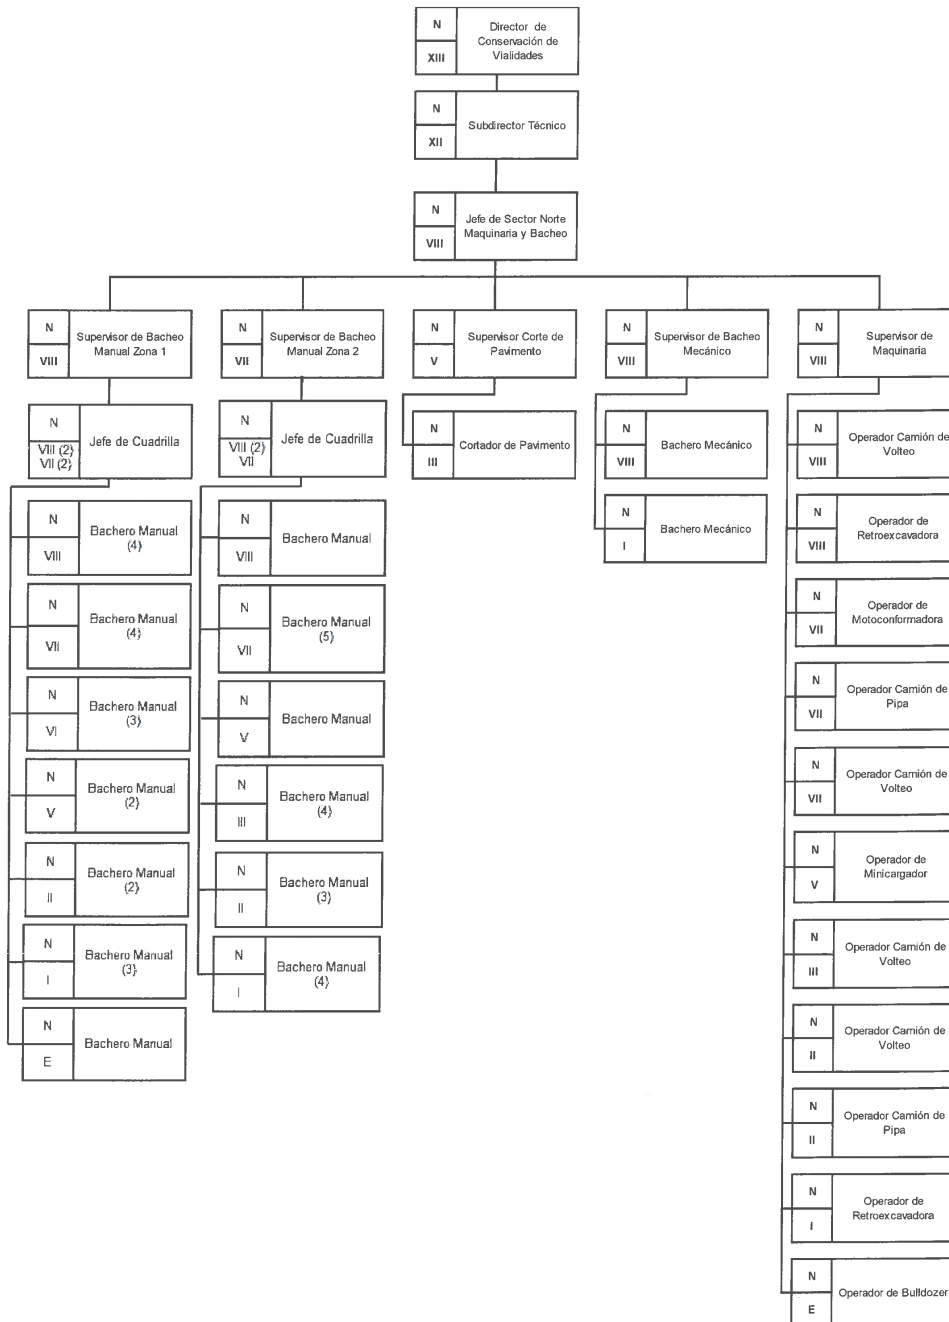 N
XIII
Director de
Conservación de
Vialidades
N
XII
Subdirector Técnico
N
VIII
Jefe de Sector Norte
Maquinaria y Bacheo
N
VIII
Supervisor de Bacheo
Manual Zona 1
N
VII
Supervisor de Bacheo
Manual Zona 2
N
V
Supervisor Corte de
Pavimento
N
VIII
Supervisor de Bacheo
Mecánico
N
VIII
Supervisor de
Maquinaria
N
VIII (2)
VII (2)
Jefe de Cuadrilla
N
VIII (2)
VII
Jefe de Cuadrilla
N
III
Cortador de Pavimento
N
VIII
Bachero Mecánico
N
I
Bachero Mecánico
N
VIII
Bachero Manual
(4)
N
VII
Bachero Manual
(4)
N
VI
Bachero Manual
(3)
N
V
Bachero Manual
(2)
N
II
Bachero Manual
(2)
N
I
Bachero Manual
(3)
N
E
Bachero Manual
N
VIII
Bachero Manual
N
VII
Bachero Manual
(5)
N
V
Bachero Manual
N
III
Bachero Manual
(4)
N
II
Bachero Manual
(3)
N
I
Bachero Manual
(4)
N
VIII
Operador Camión de
Volteo
N
VIII
Operador de
Retroexcavadora
N
VII
Operador de
Motoconformadora
N
VII
Operador Camión de
Pipa
N
VII
Operador Camión de
Volteo
N
V
Operador de
Minicargador
N
III
Operador Camión de
Volteo
N
II
Operador Camión de
Volteo
N
II
Operador Camión de
Pipa
N
I
Operador de
Retroexcavadora
N
E
Operador de Bulldozer